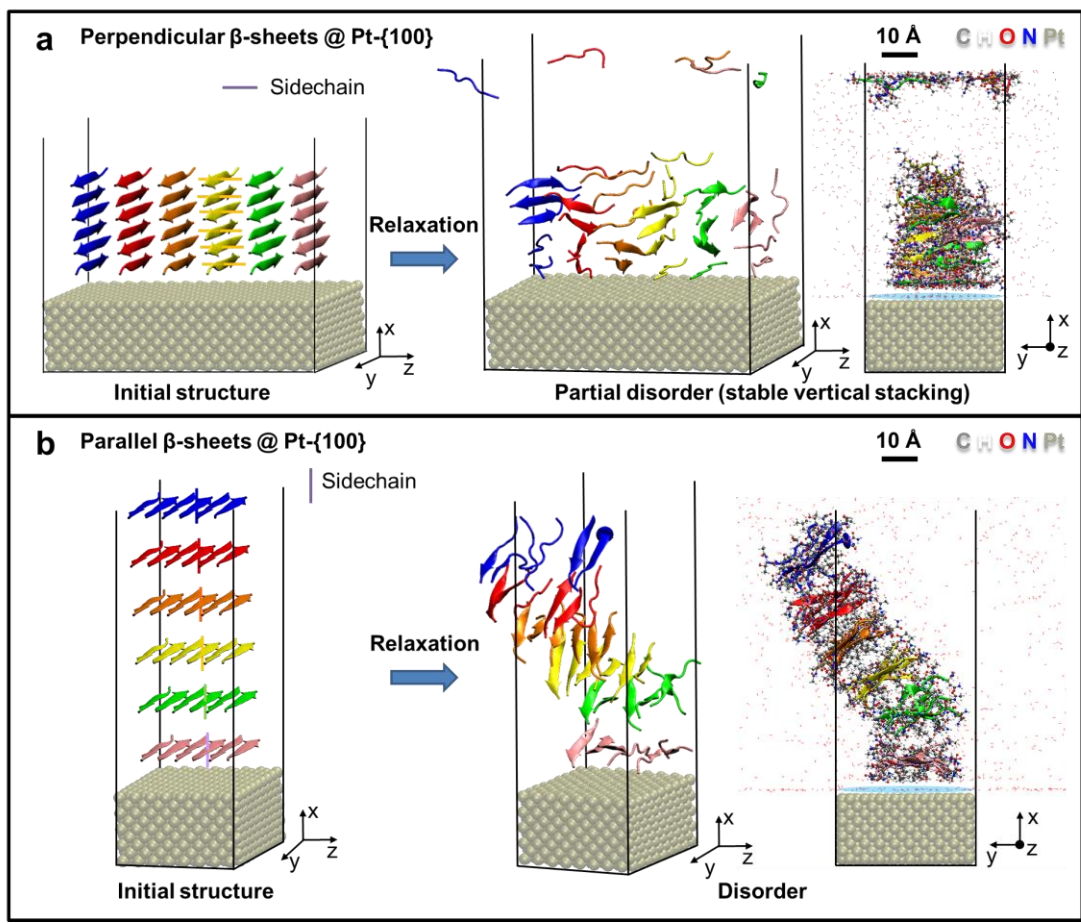 a Perpendicular β-sheets @ Pt-{100}
10 Å
C H O N Pt
Sidechain
Relaxation
x
y
z
x
y
z
x
y
z
Initial structure
Partial disorder (stable vertical stacking)
b Parallel β-sheets @ Pt-{100}
10 Å
C H O N Pt
Sidechain
Relaxation
x
y
z
x
y
z
x
y
z
Initial structure
Disorder